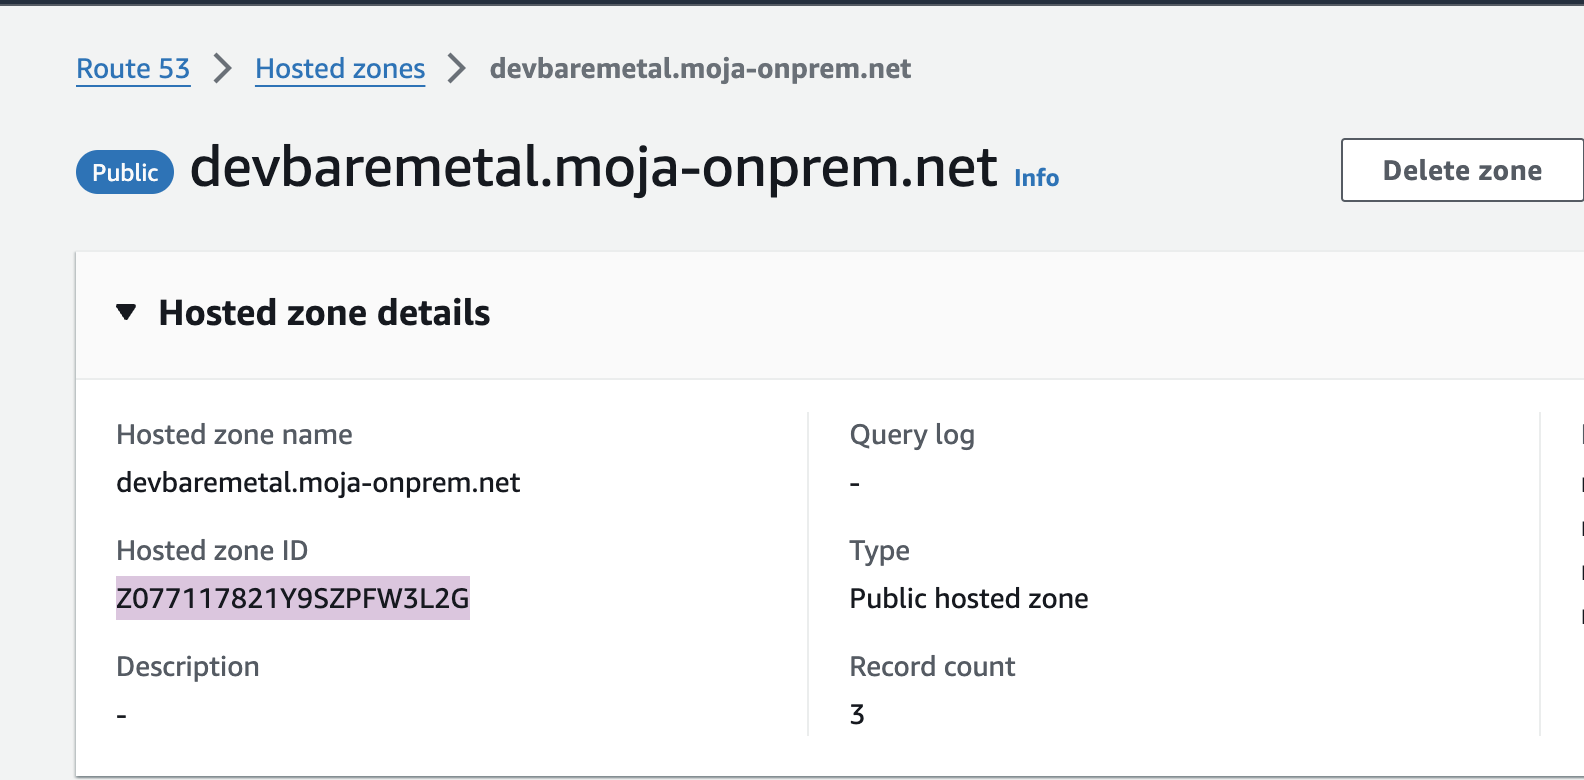 Route 53 > Hosted zones > devbaremetal.moja-onprem.net
Public devbaremetal.moja-onprem.net Info
Delete zone
Hosted zone details
Hosted zone name
devbaremetal.moja-onprem.net
Hosted zone ID
Z077117821Y9SZPFW3L2G
Description
-
Query log
-
Type
Public hosted zone
Record count
3